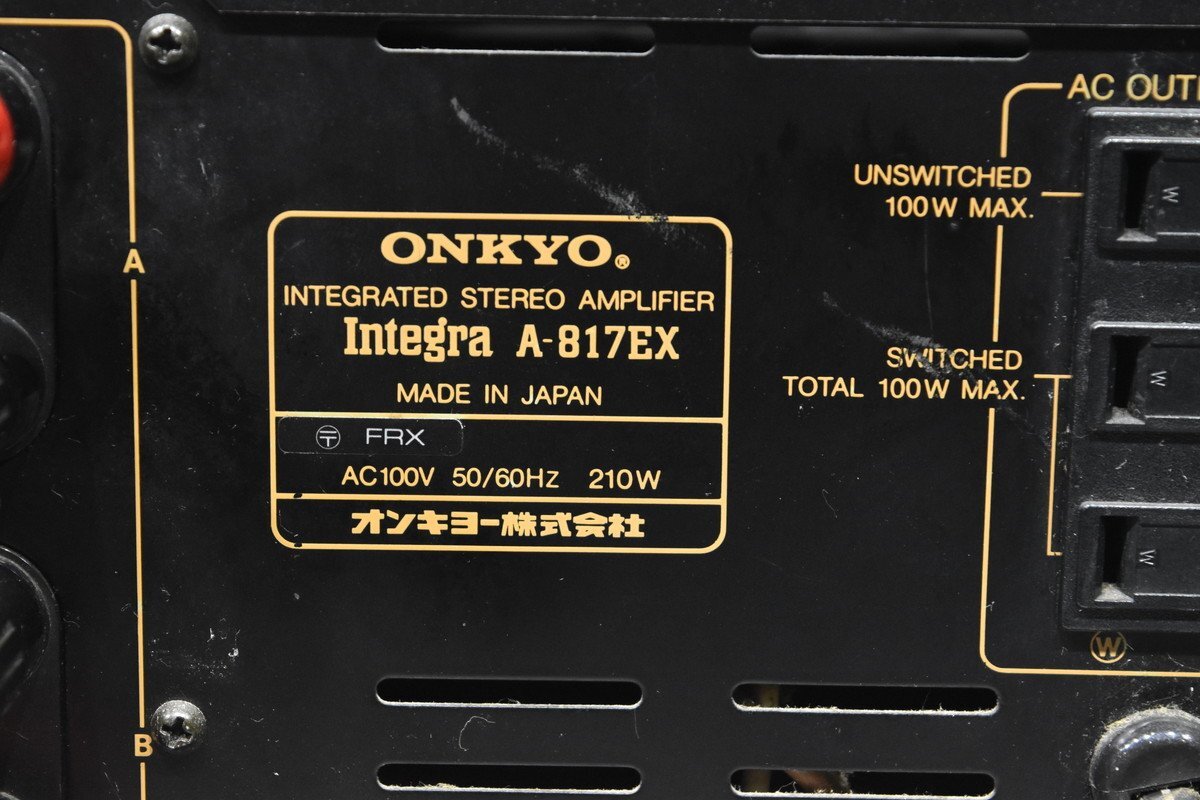 ONKYO®
INTEGRATED STEREO AMPLIFIER
Integra A-817EX
MADE IN JAPAN
〶 FRX
AC100V 50/60Hz 210W
オンキヨー株式会社
A
B
AC
UNSWITCHED
100W MAX.
SWITCHED
TOTAL 100W MAX.
W
W
W
W